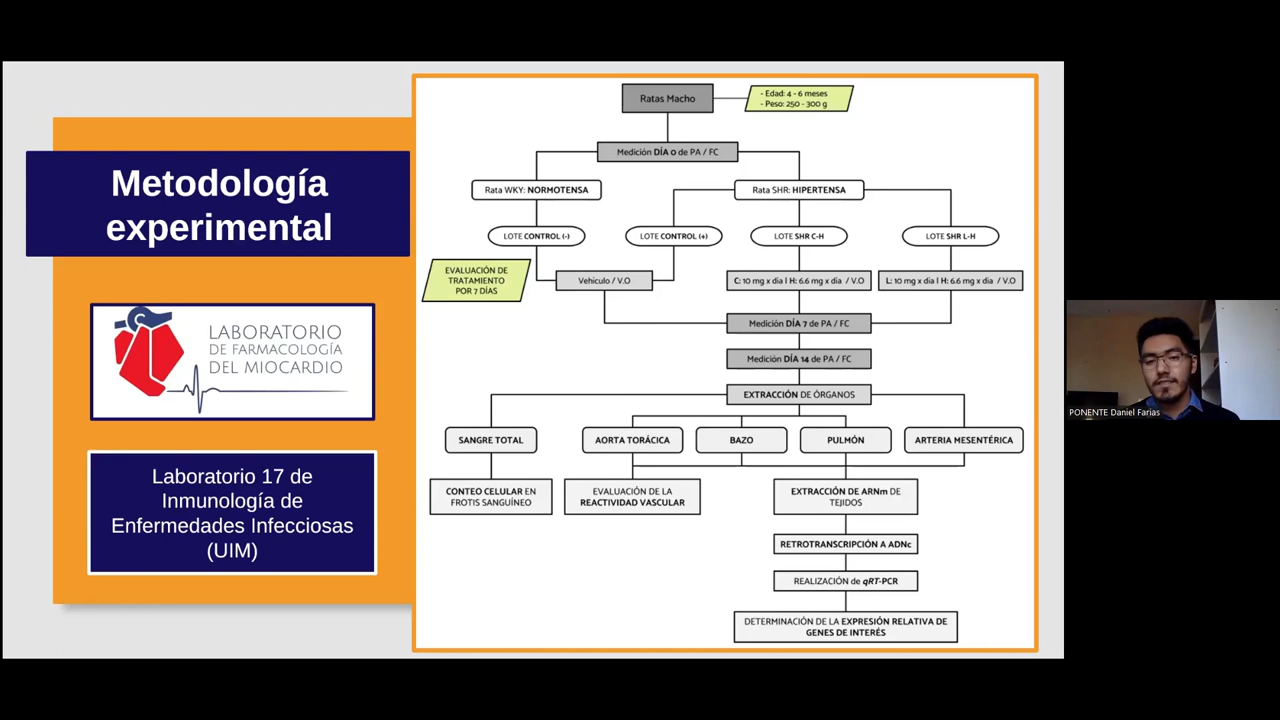 Metodología
experimental
LABORATORIO
DE FARMACOLOGÍA
DEL MIOCARDIO
Laboratorio 17 de
Inmunología de
Enfermedades Infecciosas
(UIM)
Ratas Macho
- Edad: 4 - 6 meses
- Peso: 250 - 300 g
Medición DÍA 0 de PA / FC
Rata WKY: NORMOTENSA
Rata SHR: HIPERTENSA
LOTE CONTROL (-)
LOTE CONTROL (+)
LOTE SHR C-H
LOTE SHR L-H
EVALUACIÓN DE
TRATAMIENTO
POR 7 DÍAS
Vehículo / V.O
C: 10 mg x día | H: 6.6 mg x día / V.O
L: 10 mg x día | H: 6.6 mg x día / V.O
Medición DÍA 7 de PA / FC
Medición DÍA 14 de PA / FC
EXTRACCIÓN DE ÓRGANOS
SANGRE TOTAL
AORTA TORÁCICA
BAZO
PULMÓN
ARTERIA MESENTÉRICA
CONTEO CELULAR EN
FROTIS SANGUÍNEO
EVALUACIÓN DE LA
REACTIVIDAD VASCULAR
EXTRACCIÓN DE ARNm DE
TEJIDOS
RETROTRANSCRIPCIÓN A ADNc
REALIZACIÓN de qRT-PCR
DETERMINACIÓN DE LA EXPRESIÓN RELATIVA DE
GENES DE INTERÉS
PONENTE Daniel Farias